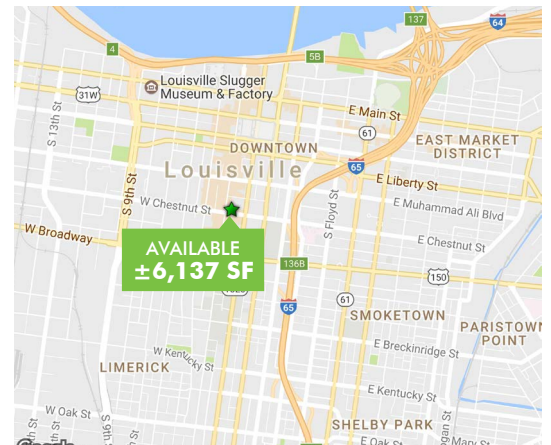 137
64
4
5B
Louisville Slugger
Museum & Factory
31W
S 13th St
E Main St
61
DOWNTOWN
EAST MARKET
DISTRICT
65
Louisville
S 9th St
E Liberty St
W Chestnut St
E Muhammad Ali Blvd
S Floyd St
W Broadway
E Chestnut St
AVAILABLE
±6,137 SF
136B
150
65
61
SMOKETOWN
PARISTOWN
POINT
W Kentucky St
E Breckinridge St
LIMERICK
E Kentucky St
W Oak St
SHELBY PARK
E Oak St